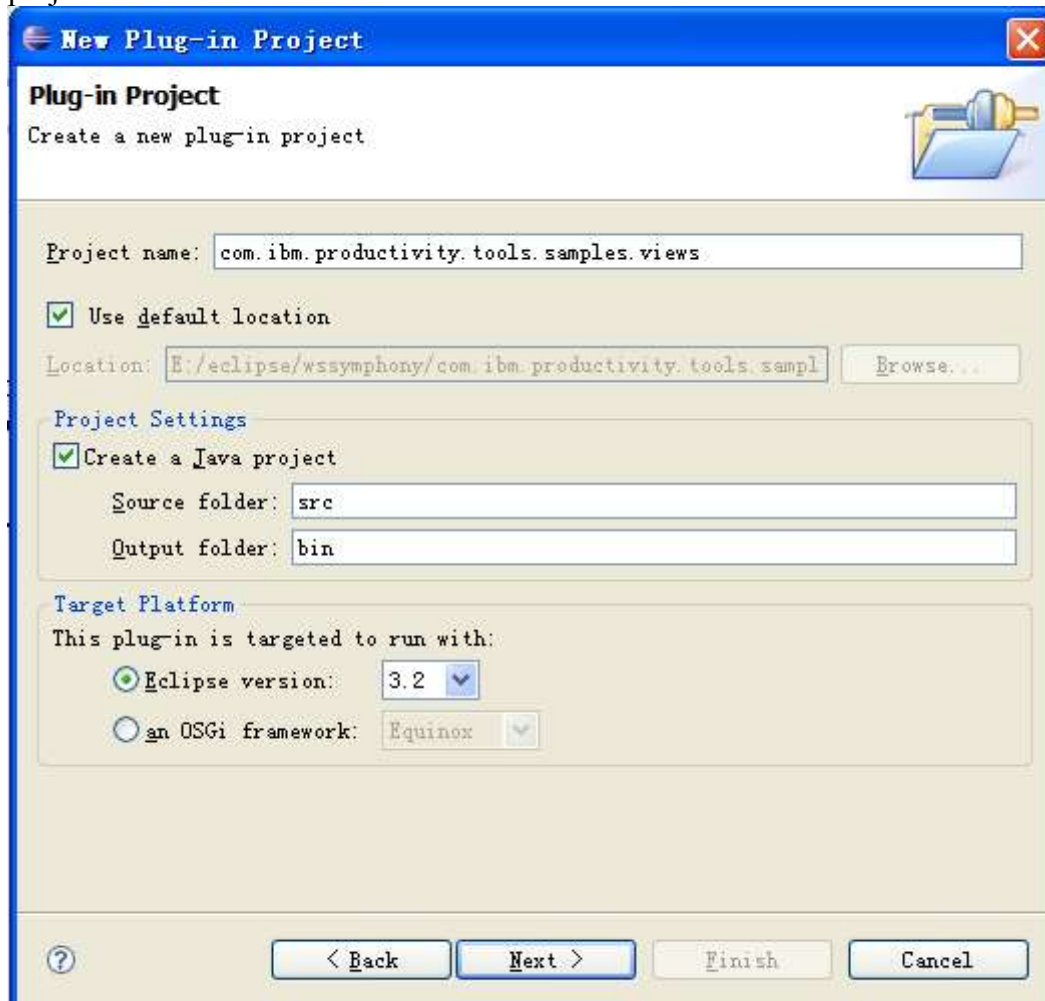 New Plug-in Project
Plug-in Project
Create a new plug-in project
Project name: com.ibm.productivity.tools.samples.views
Use default location
Location: E:/eclipse/wssymphony/com.ibm.productivity.tools.sampl Browse...
Project Settings
Create a Java project
Source folder: src
Output folder: bin
Target Platform
This plug-in is targeted to run with:
Eclipse version: 3.2
an OSGi framework: Equinox
< Back Next > Finish Cancel